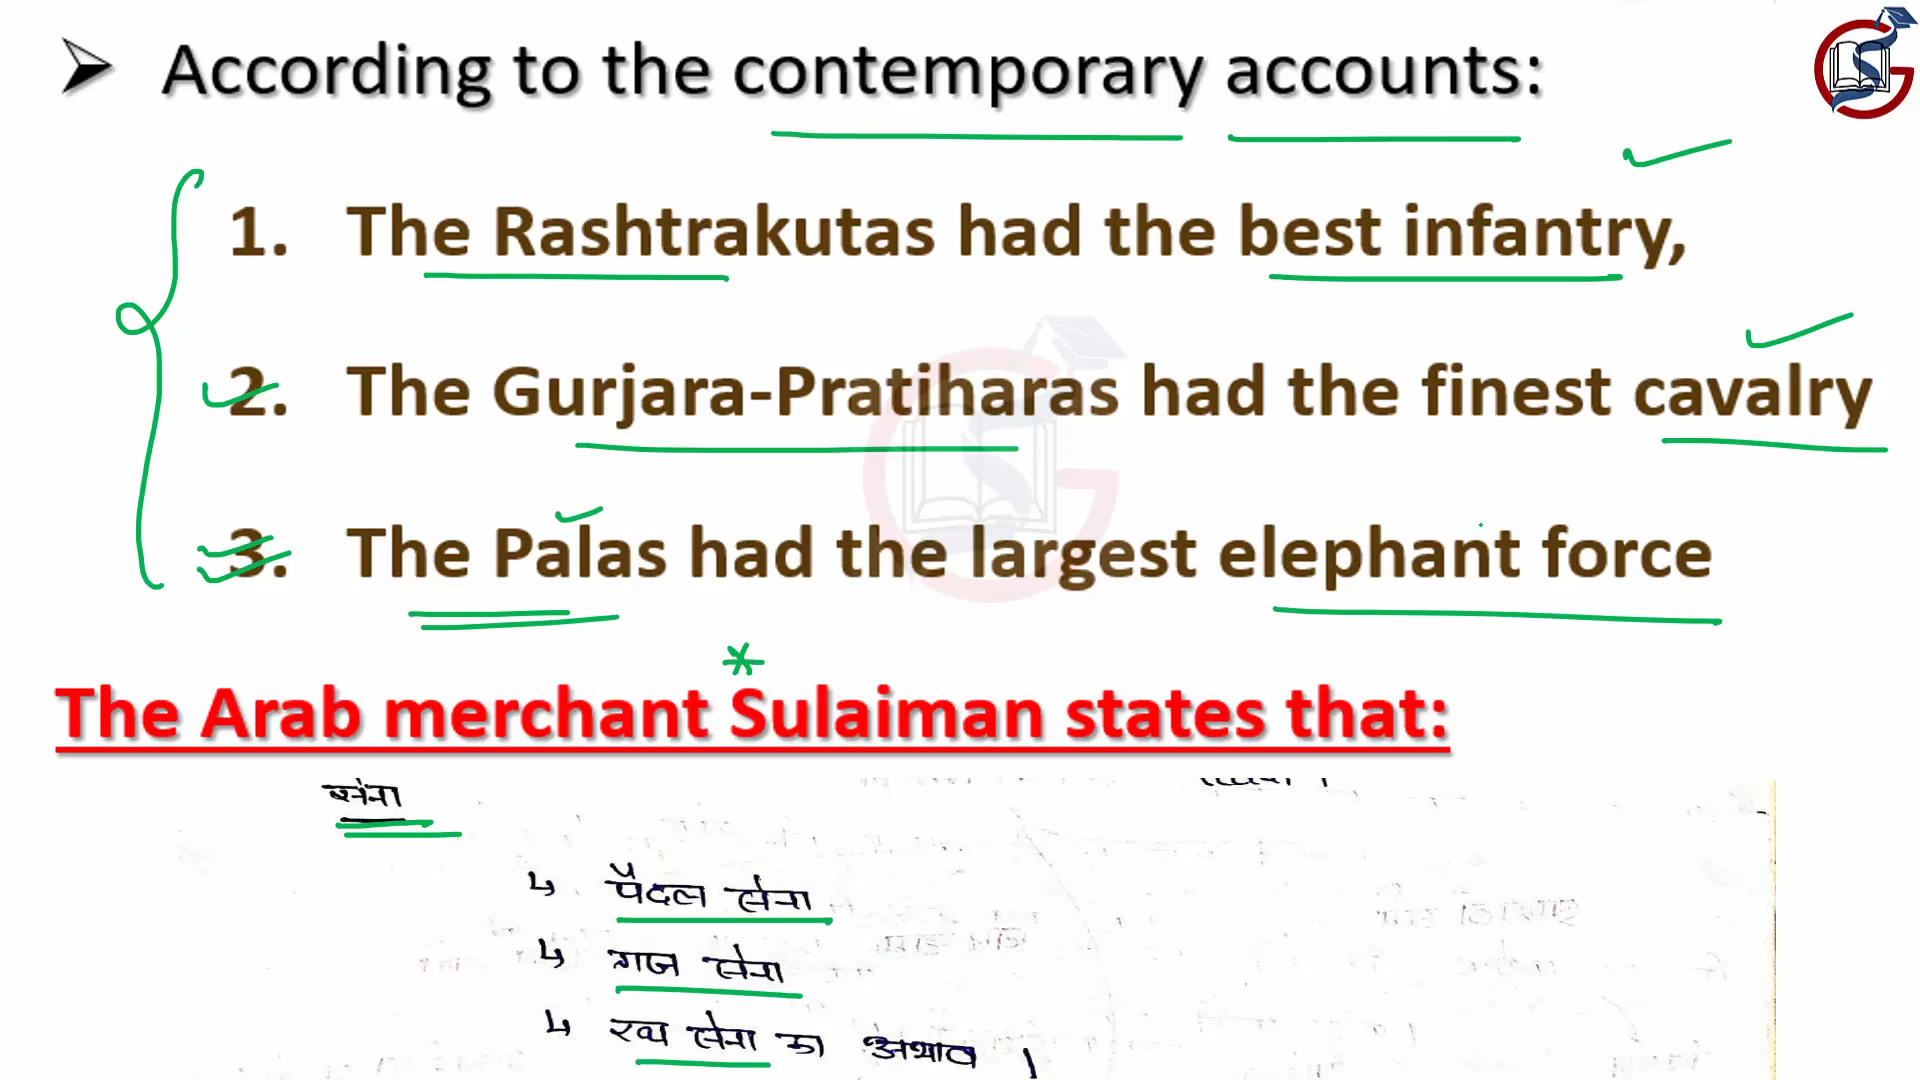 ➢ According to the contemporary accounts:
1. The Rashtrakutas had the best infantry,
2. The Gurjara-Pratiharas had the finest cavalry
3. The Palas had the largest elephant force
*
The Arab merchant Sulaiman states that:
सेना
↳ पैदल सेना
↳ गज सेना
↳ रथ सेना का अभाव ।